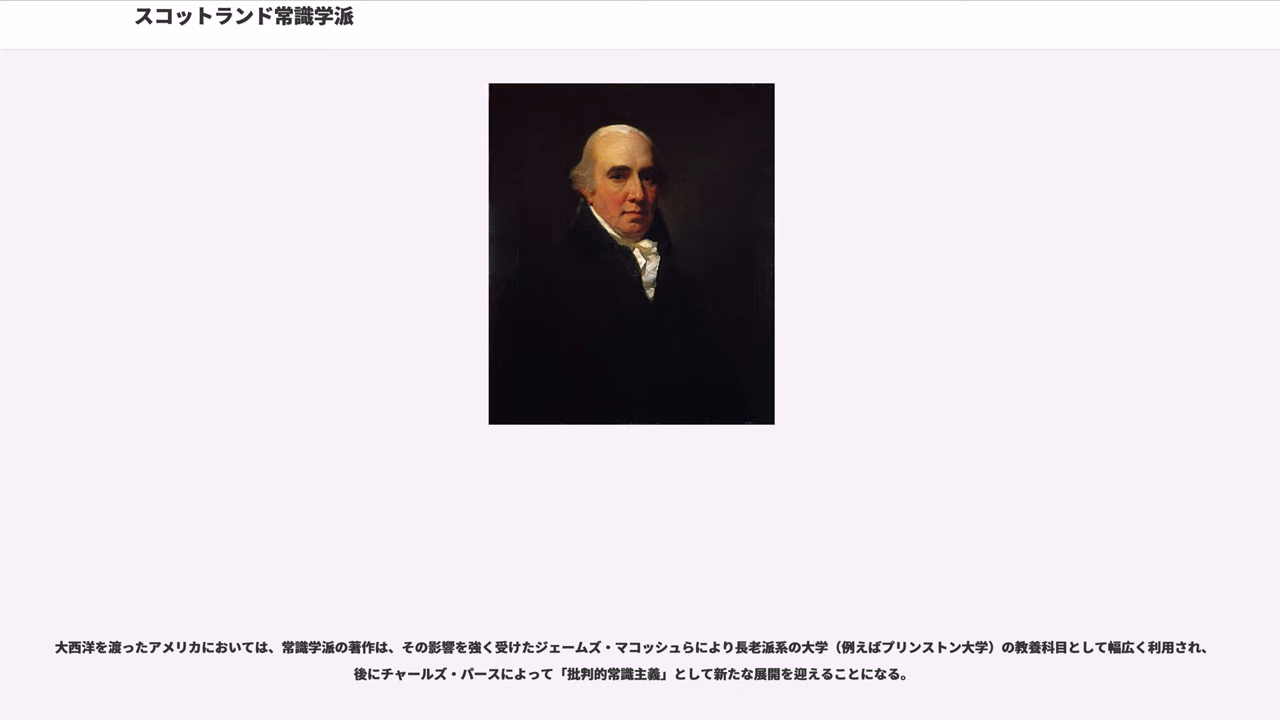 スコットランド常識学派
大西洋を渡ったアメリカにおいては、常識学派の著作は、その影響を強く受けたジェームズ・マコッシュらにより長老派系の大学（例えばプリンストン大学）の教養科目として幅広く利用され、
後にチャールズ・パースによって「批判的常識主義」として新たな展開を迎えることになる。